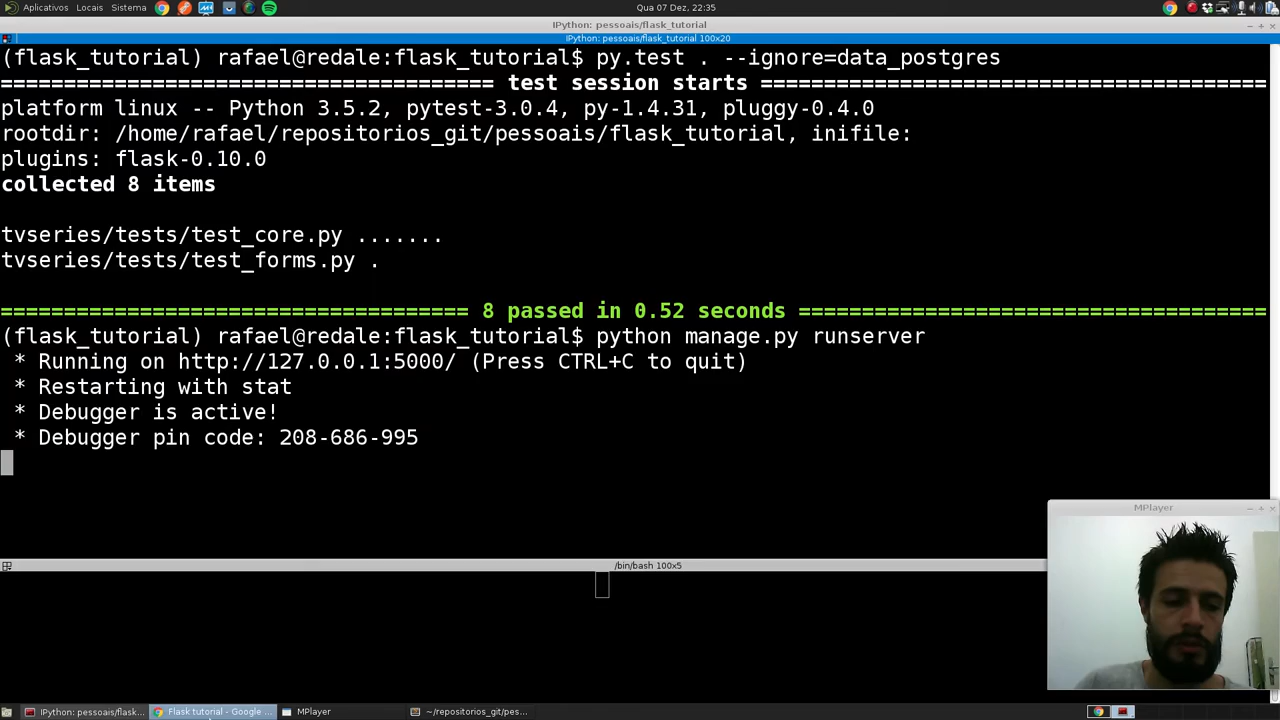 Aplicativos Locais Sistema
Qua 07 Dez, 22:35
IPython: pessoais/flask_tutorial
IPython: pessoais/flask_tutorial 100x20
(flask_tutorial) rafael@redale:flask_tutorial$ py.test . --ignore=data_postgres
============================= test session starts =============================
platform linux -- Python 3.5.2, pytest-3.0.4, py-1.4.31, pluggy-0.4.0
rootdir: /home/rafael/repositorios_git/pessoais/flask_tutorial, inifile:
plugins: flask-0.10.0
collected 8 items
tvseries/tests/test_core.py .......
tvseries/tests/test_forms.py .
============================= 8 passed in 0.52 seconds =============================
(flask_tutorial) rafael@redale:flask_tutorial$ python manage.py runserver
* Running on http://127.0.0.1:5000/ (Press CTRL+C to quit)
* Restarting with stat
* Debugger is active!
* Debugger pin code: 208-686-995
MPlayer
/bin/bash 100x5
IPython: pessoais/flask...
Flask tutorial - Google ...
MPlayer
~/repositorios_git/pes...